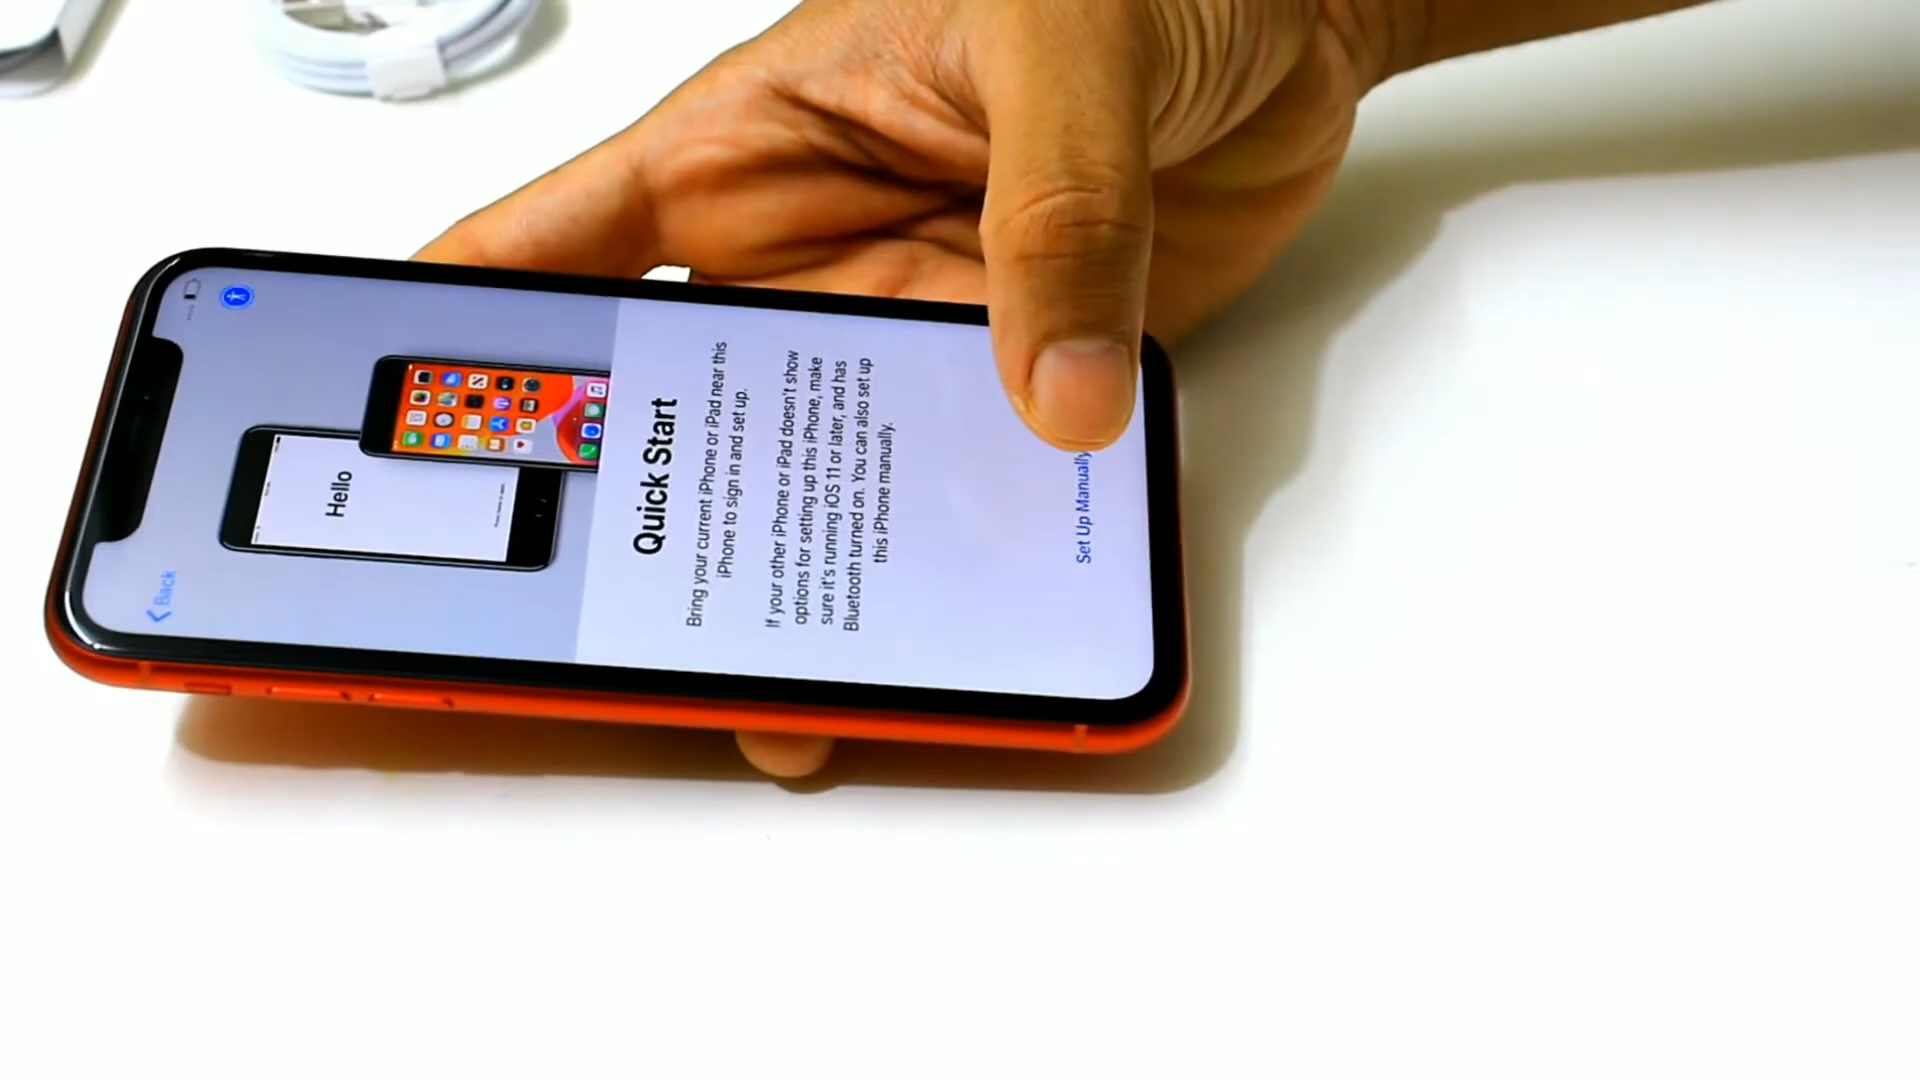 Back
Hello
Quick Start
Bring your current iPhone or iPad near this
iPhone to sign in and set up.
If your other iPhone or iPad doesn't show
options for setting up this iPhone, make
sure it's running iOS 11 or later, and has
Bluetooth turned on. You can also set up
this iPhone manually.
Set Up Manually